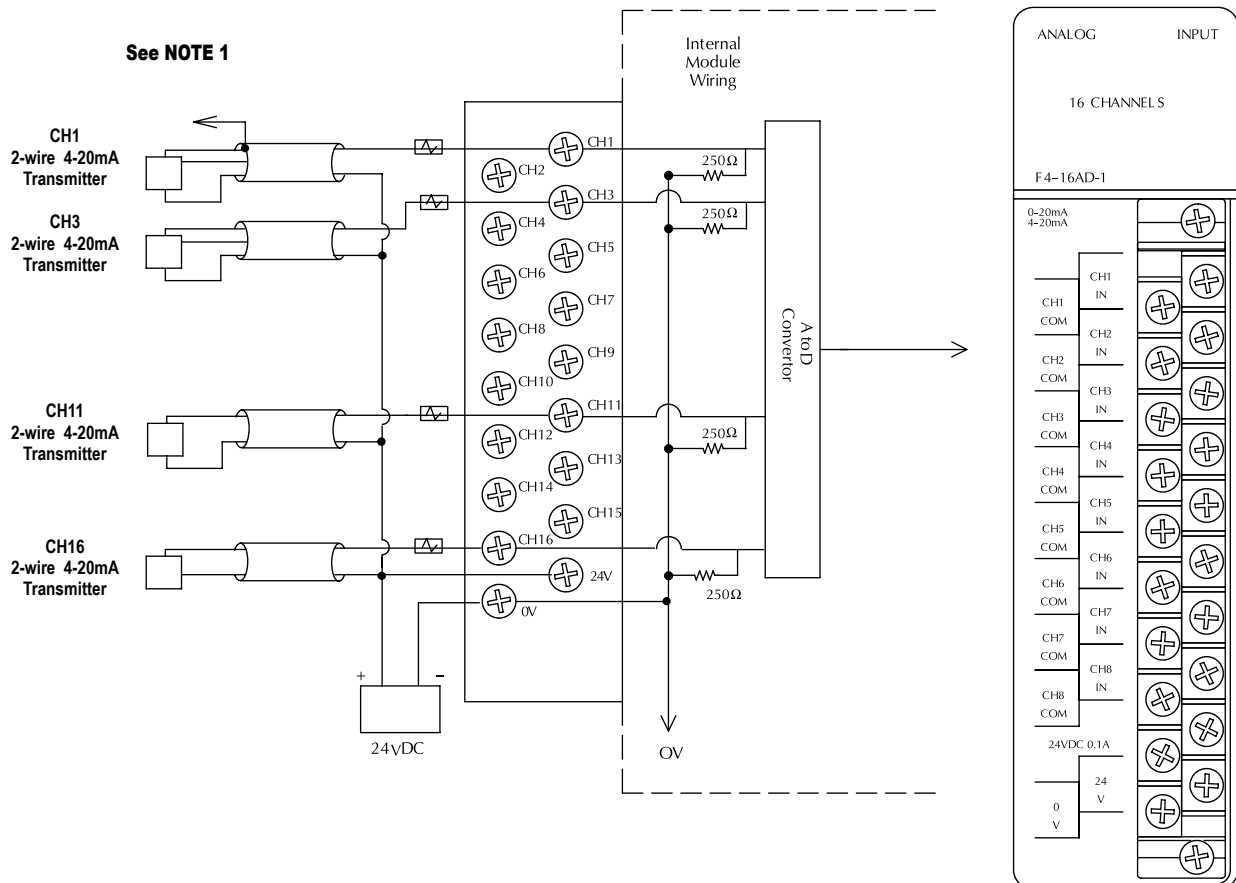 See NOTE 1
CH1
2-wire 4-20mA
Transmitter
CH3
2-wire 4-20mA
Transmitter
CH11
2-wire 4-20mA
Transmitter
CH16
2-wire 4-20mA
Transmitter
+
-
24VDC
CH1
CH2
CH3
CH4
CH5
CH6
CH7
CH8
CH9
CH10
CH11
CH12
CH13
CH14
CH15
CH16
24V
0V
Internal
Module
Wiring
250Ω
250Ω
250Ω
250Ω
A to D
Convertor
OV
ANALOG INPUT
16 CHANNELS
F4-16AD-1
0-20mA
4-20mA
CH1
IN
CH1
COM
CH2
IN
CH2
COM
CH3
IN
CH3
COM
CH4
IN
CH4
COM
CH5
IN
CH5
COM
CH6
IN
CH6
COM
CH7
IN
CH7
COM
CH8
IN
CH8
COM
24VDC 0.1A
24
V
0
V